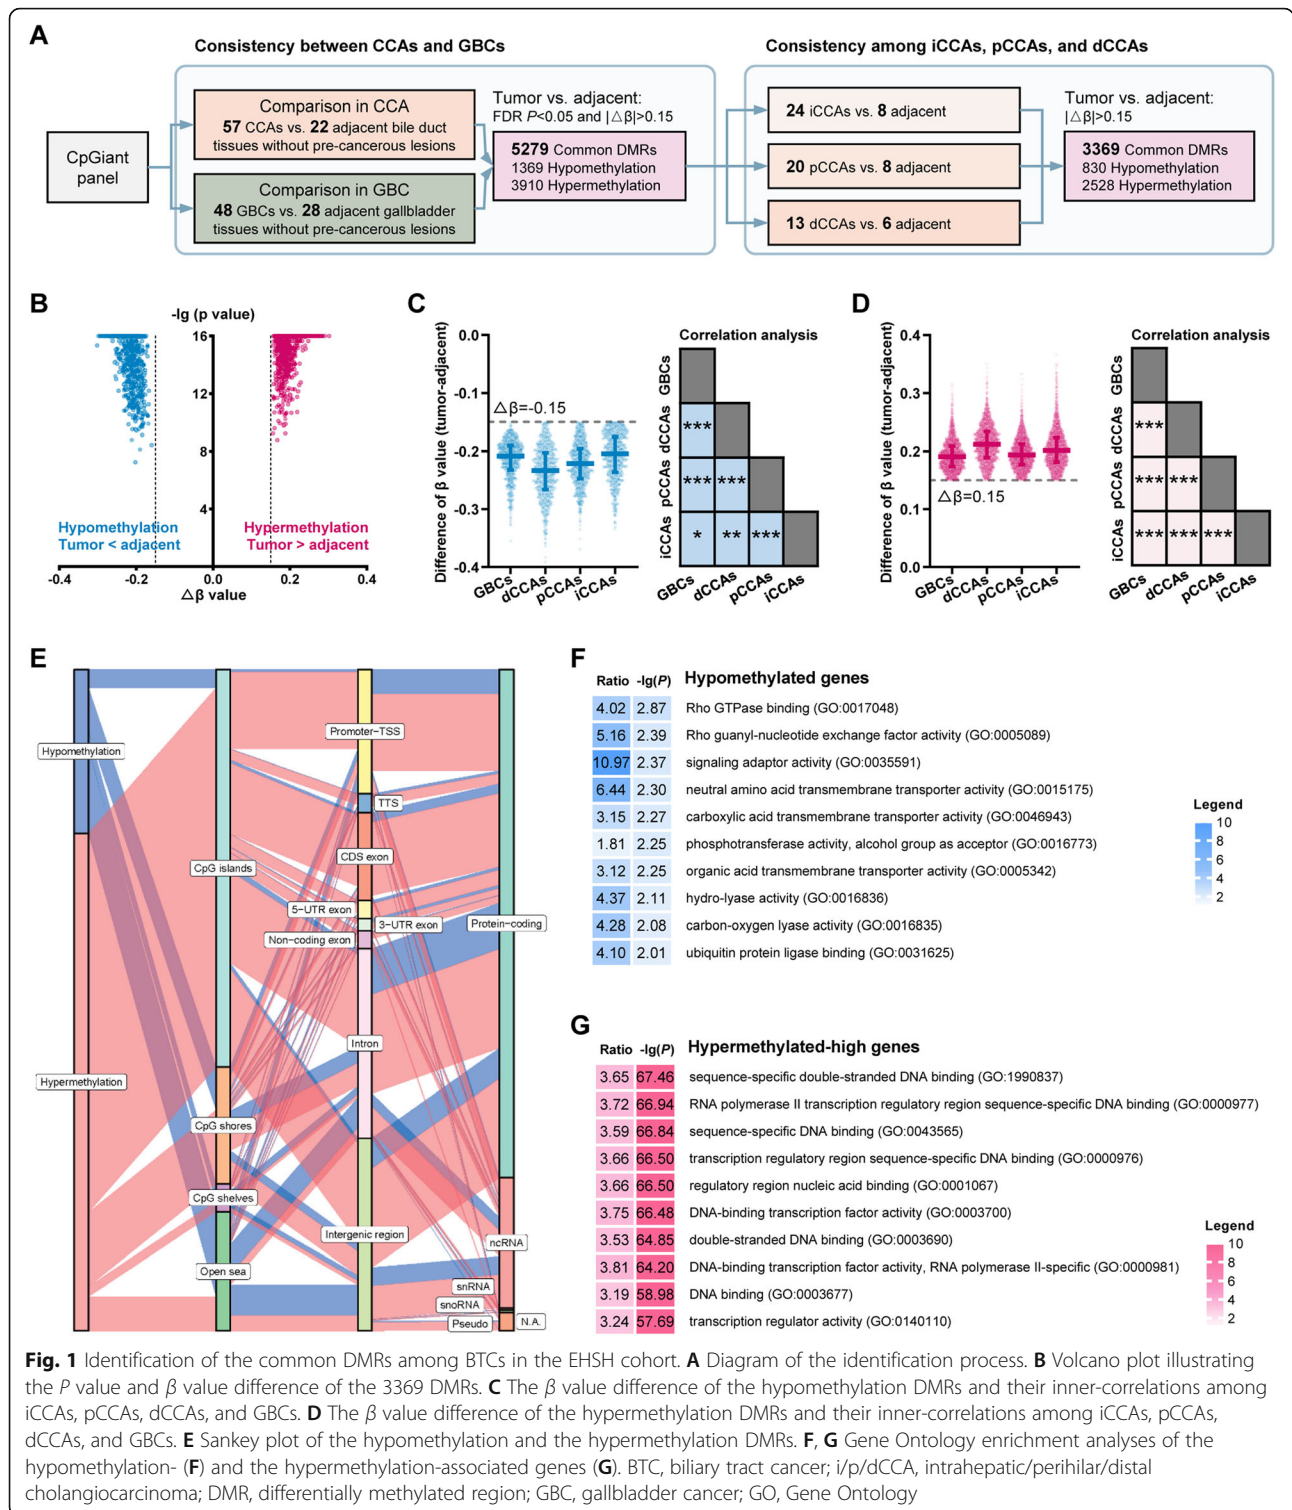 A
Consistency between CCAs and GBCs
Consistency among iCCAs, pCCAs, and dCCAs
CpGiant
panel
Comparison in CCA
57 CCAs vs. 22 adjacent bile duct
tissues without pre-cancerous lesions
Comparison in GBC
48 GBCs vs. 28 adjacent gallbladder
tissues without pre-cancerous lesions
Tumor vs. adjacent:
FDR P<0.05 and |△β|>0.15
5279 Common DMRs
1369 Hypomethylation
3910 Hypermethylation
24 iCCAs vs. 8 adjacent
20 pCCAs vs. 8 adjacent
13 dCCAs vs. 6 adjacent
Tumor vs. adjacent:
|△β|>0.15
3369 Common DMRs
830 Hypomethylation
2528 Hypermethylation
B
-lg (p value)
16
12
8
4
Hypomethylation
Tumor < adjacent
Hypermethylation
Tumor > adjacent
-0.4
-0.2
0.0
0.2
0.4
△β value
C
Difference of β value (tumor-adjacent)
0.0
-0.1
-0.2
-0.3
-0.4
△β=-0.15
GBCs
dCCAs
pCCAs
iCCAs
Correlation analysis
GBCs
dCCAs
pCCAs
iCCAs
***
*** ***
* ** ***
GBCs
dCCAs
pCCAs
iCCAs
D
Difference of β value (tumor-adjacent)
0.4
0.3
0.2
0.1
0.0
△β=0.15
GBCs
dCCAs
pCCAs
iCCAs
Correlation analysis
GBCs
dCCAs
pCCAs
iCCAs
***
*** ***
*** *** ***
GBCs
dCCAs
pCCAs
iCCAs
E
Hypomethylation
Hypermethylation
CpG islands
CpG shores
CpG shelves
Open sea
Promoter-TSS
TTS
CDS exon
5-UTR exon
3-UTR exon
Non-coding exon
Intron
Intergenic region
Protein-coding
ncRNA
snRNA
snoRNA
Pseudo
N.A.
F
Ratio -lg(P) Hypomethylated genes
4.02 2.87 Rho GTPase binding (GO:0017048)
5.16 2.39 Rho guanyl-nucleotide exchange factor activity (GO:0005089)
10.97 2.37 signaling adaptor activity (GO:0035591)
6.44 2.30 neutral amino acid transmembrane transporter activity (GO:0015175)
3.15 2.27 carboxylic acid transmembrane transporter activity (GO:0046943)
1.81 2.25 phosphotransferase activity, alcohol group as acceptor (GO:0016773)
3.12 2.25 organic acid transmembrane transporter activity (GO:0005342)
4.37 2.11 hydro-lyase activity (GO:0016836)
4.28 2.08 carbon-oxygen lyase activity (GO:0016835)
4.10 2.01 ubiquitin protein ligase binding (GO:0031625)
Legend
10
8
6
4
2
G
Ratio -lg(P) Hypermethylated-high genes
3.65 67.46 sequence-specific double-stranded DNA binding (GO:1990837)
3.72 66.94 RNA polymerase II transcription regulatory region sequence-specific DNA binding (GO:0000977)
3.59 66.84 sequence-specific DNA binding (GO:0043565)
3.66 66.50 transcription regulatory region sequence-specific DNA binding (GO:0000976)
3.66 66.50 regulatory region nucleic acid binding (GO:0001067)
3.75 66.48 DNA-binding transcription factor activity (GO:0003700)
3.53 64.85 double-stranded DNA binding (GO:0003690)
3.81 64.20 DNA-binding transcription factor activity, RNA polymerase II-specific (GO:0000981)
3.19 58.98 DNA binding (GO:0003677)
3.24 57.69 transcription regulator activity (GO:0140110)
Legend
10
8
6
4
2
Fig. 1 Identification of the common DMRs among BTCs in the EHSH cohort. A Diagram of the identification process. B Volcano plot illustrating
the P value and β value difference of the 3369 DMRs. C The β value difference of the hypomethylation DMRs and their inner-correlations among
iCCAs, pCCAs, dCCAs, and GBCs. D The β value difference of the hypermethylation DMRs and their inner-correlations among iCCAs, pCCAs,
dCCAs, and GBCs. E Sankey plot of the hypomethylation and the hypermethylation DMRs. F, G Gene Ontology enrichment analyses of the
hypomethylation- (F) and the hypermethylation-associated genes (G). BTC, biliary tract cancer; i/p/dCCA, intrahepatic/perihilar/distal
cholangiocarcinoma; DMR, differentially methylated region; GBC, gallbladder cancer; GO, Gene Ontology